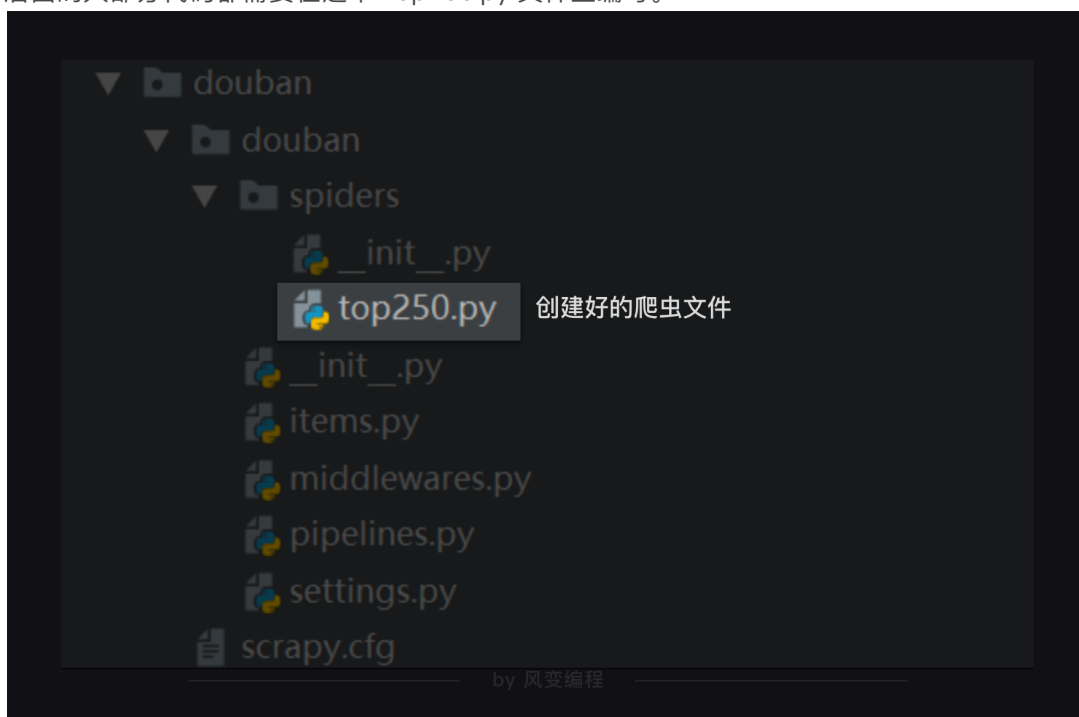 douban
douban
spiders
__init__.py
top250.py 创建好的爬虫文件
__init__.py
items.py
middlewares.py
pipelines.py
settings.py
scrapy.cfg
by 风变编程